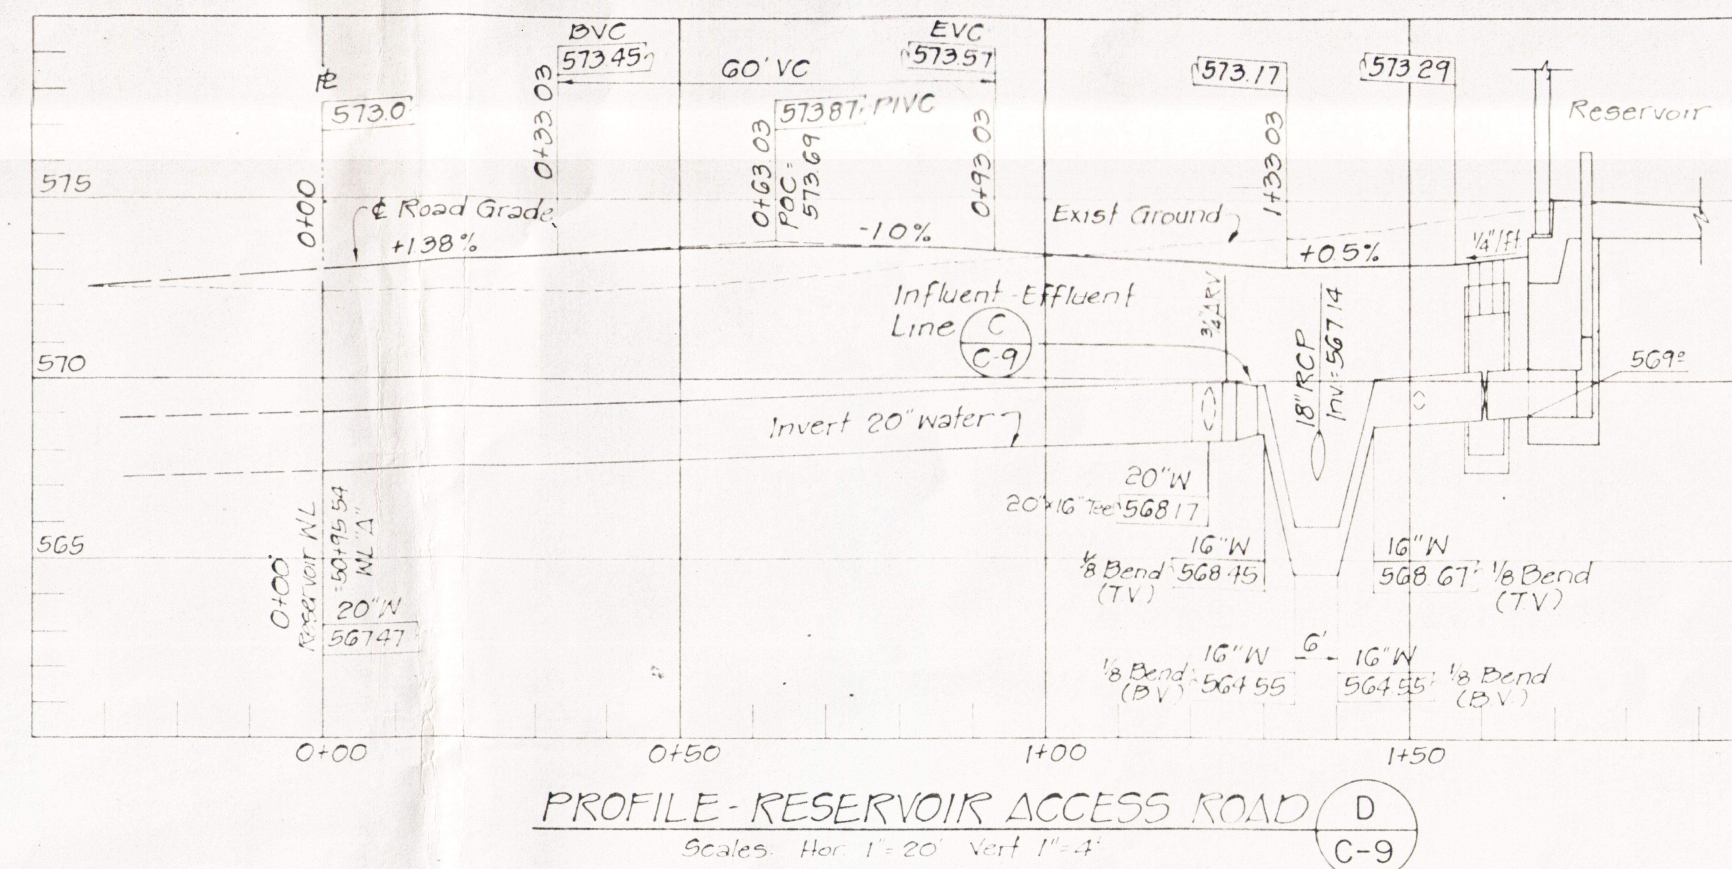 BVC
573.45
60' VC
EVC
573.57
573.17
573.29
PL
573.0
0+33.03
573.87 PIVC
0+63.03
POC = 573.69
0+93.03
1+33.03
Reservoir
575
0+00
℄ Road Grade
+1.38%
-1.0%
Exist Ground
+0.5%
1/4"/ft
Influent-Effluent
Line
C
C-9
3/4" ARV
18" RCP
Inv = 567.14
570
569.0
Invert 20" Water
565
0+00
Reservoir WL
= 50+95.54
WL "A"
20" W
567.47
20" W
20"x16" Tee 568.17
16" W
1/8 Bend 568.45
(TV)
16" W
568.67 1/8 Bend
(TV)
16" W
1/8 Bend 564.55
(BV)
6'
16" W
564.55 1/8 Bend
(B.V.)
0+00
0+50
1+00
1+50
PROFILE - RESERVOIR ACCESS ROAD
D
C-9
Scales: Hor. 1"=20' Vert 1"=4'